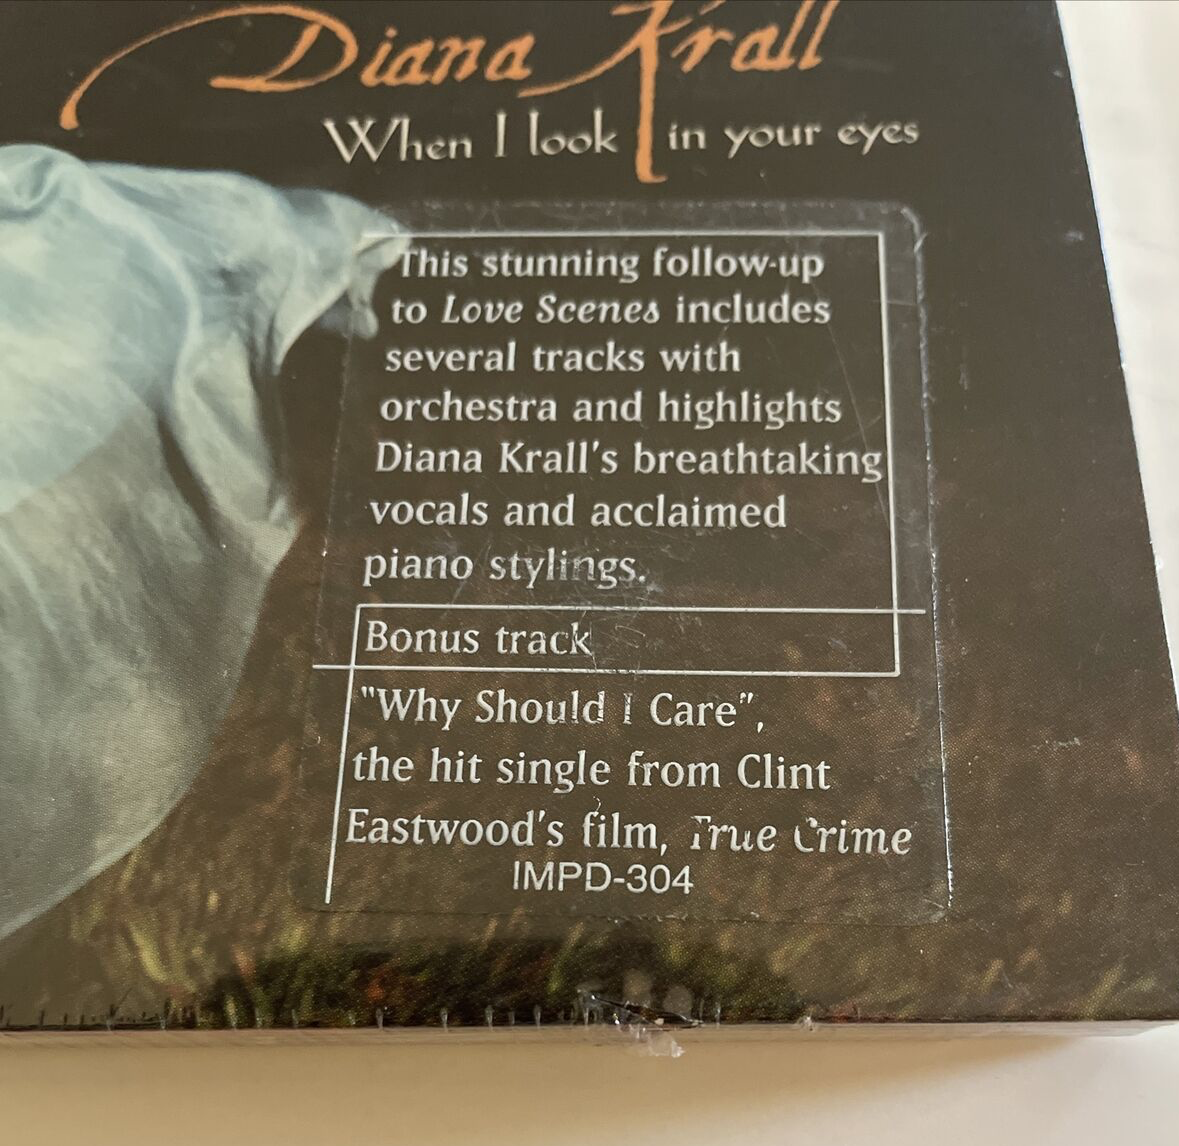 Diana Krall
When I look in your eyes
This stunning follow-up
to Love Scenes includes
several tracks with
orchestra and highlights
Diana Krall's breathtaking
vocals and acclaimed
piano stylings.
Bonus track
"Why Should I Care",
the hit single from Clint
Eastwood's film, True Crime
IMPD-304